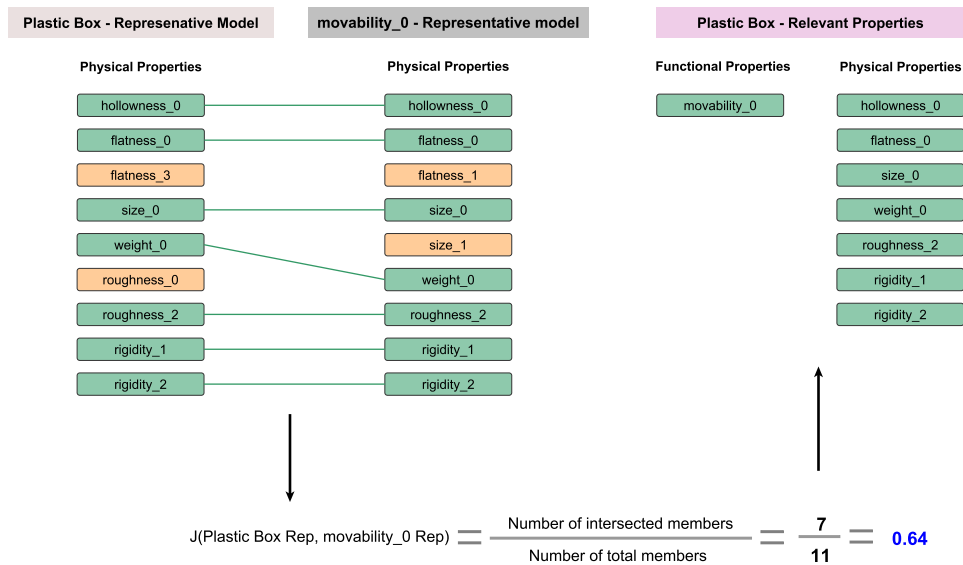 Plastic Box - Represenative Model
movability_0 - Representative model
Plastic Box - Relevant Properties
Physical Properties
Physical Properties
Functional Properties
Physical Properties
hollowness_0
hollowness_0
movability_0
hollowness_0
flatness_0
flatness_0
flatness_0
flatness_3
flatness_1
size_0
size_0
size_0
weight_0
weight_0
size_1
roughness_2
roughness_0
weight_0
rigidity_1
roughness_2
roughness_2
rigidity_2
rigidity_1
rigidity_1
rigidity_2
rigidity_2
J(Plastic Box Rep, movability_0 Rep) = Number of intersected members = 7 = 0.64
Number of total members 11